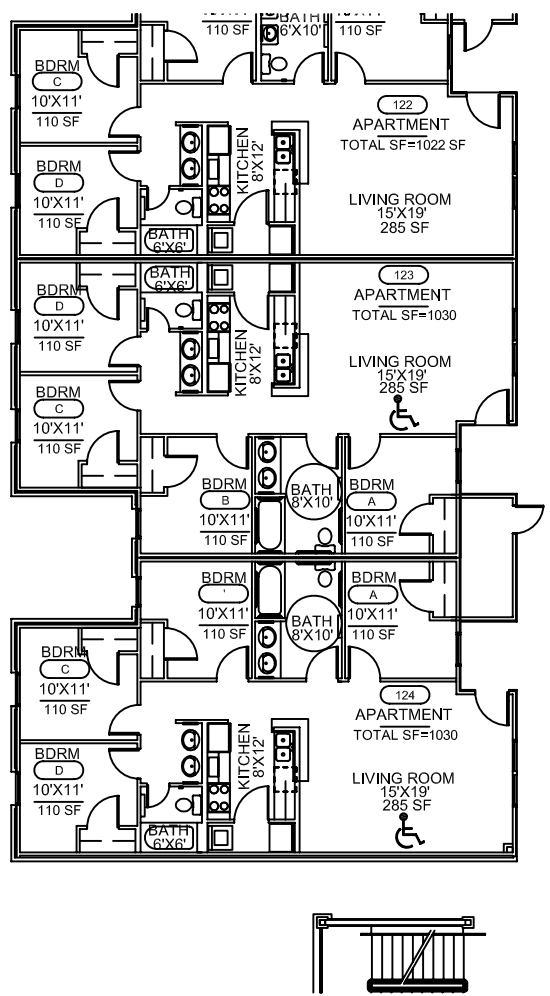 110 SF
BATH
6'X10'
110 SF
BDRM
C
10'X11'
110 SF
122
APARTMENT
TOTAL SF=1022 SF
KITCHEN
8'X12'
BDRM
D
10'X11'
110 SF
LIVING ROOM
15'X19'
285 SF
BATH
6'X6'
BATH
6'X6'
123
APARTMENT
TOTAL SF=1030
BDRM
D
10'X11'
110 SF
KITCHEN
8'X12'
LIVING ROOM
15'X19'
285 SF
BDRM
C
10'X11'
110 SF
BDRM
B
10'X11'
110 SF
BATH
8'X10'
BDRM
A
10'X11'
110 SF
BDRM
'
10'X11'
110 SF
BATH
8'X10'
BDRM
A
10'X11'
110 SF
BDRM
C
10'X11'
110 SF
124
APARTMENT
TOTAL SF=1030
KITCHEN
8'X12'
BDRM
D
10'X11'
110 SF
LIVING ROOM
15'X19'
285 SF
BATH
6'X6'